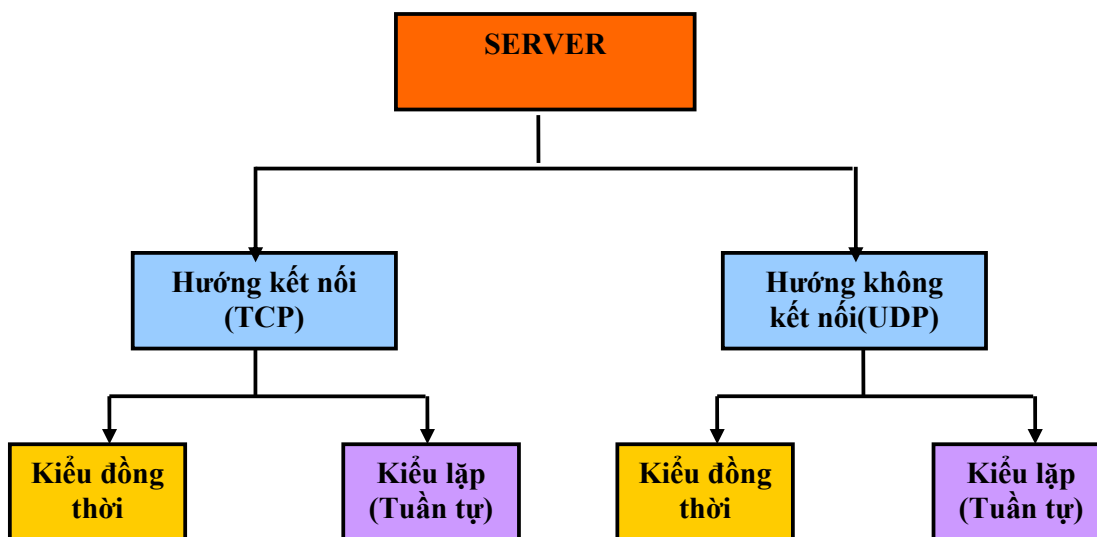 SERVER
Hướng kết nối
(TCP)
Hướng không
kết nối(UDP)
Kiểu đồng
thời
Kiểu lặp
(Tuần tự)
Kiểu đồng
thời
Kiểu lặp
(Tuần tự)